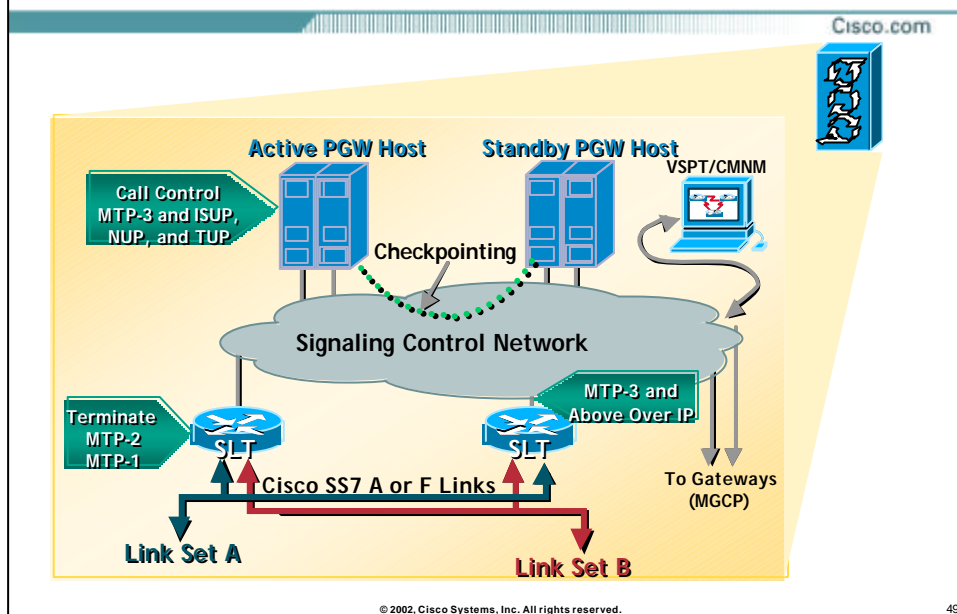 Cisco.com
Active PGW Host
Standby PGW Host
VSPT/CMNM
Call Control
MTP-3 and ISUP,
NUP, and TUP
Checkpointing
Signaling Control Network
MTP-3 and
Above Over IP
Terminate
MTP-2
MTP-1
SLT
SLT
Cisco SS7 A or F Links
To Gateways
(MGCP)
Link Set A
Link Set B
© 2002, Cisco Systems, Inc. All rights reserved.
49